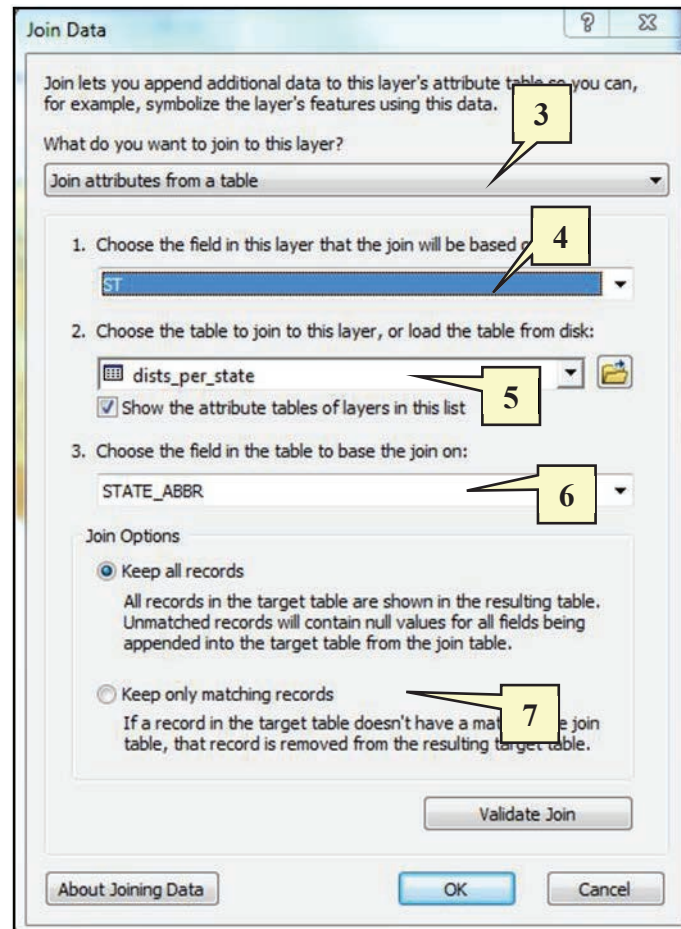 Join Data
Join lets you append additional data to this layer's attribute table so you can,
for example, symbolize the layer's features using this data.
3
What do you want to join to this layer?
Join attributes from a table
1. Choose the field in this layer that the join will be based
4
ST
2. Choose the table to join to this layer, or load the table from disk:
dists_per_state
5
Show the attribute tables of layers in this list
3. Choose the field in the table to base the join on:
STATE_ABBR
6
Join Options
Keep all records
All records in the target table are shown in the resulting table.
Unmatched records will contain null values for all fields being
appended into the target table from the join table.
Keep only matching records
7
If a record in the target table doesn't have a join
table, that record is removed from the resulting target table.
Validate Join
About Joining Data
OK
Cancel